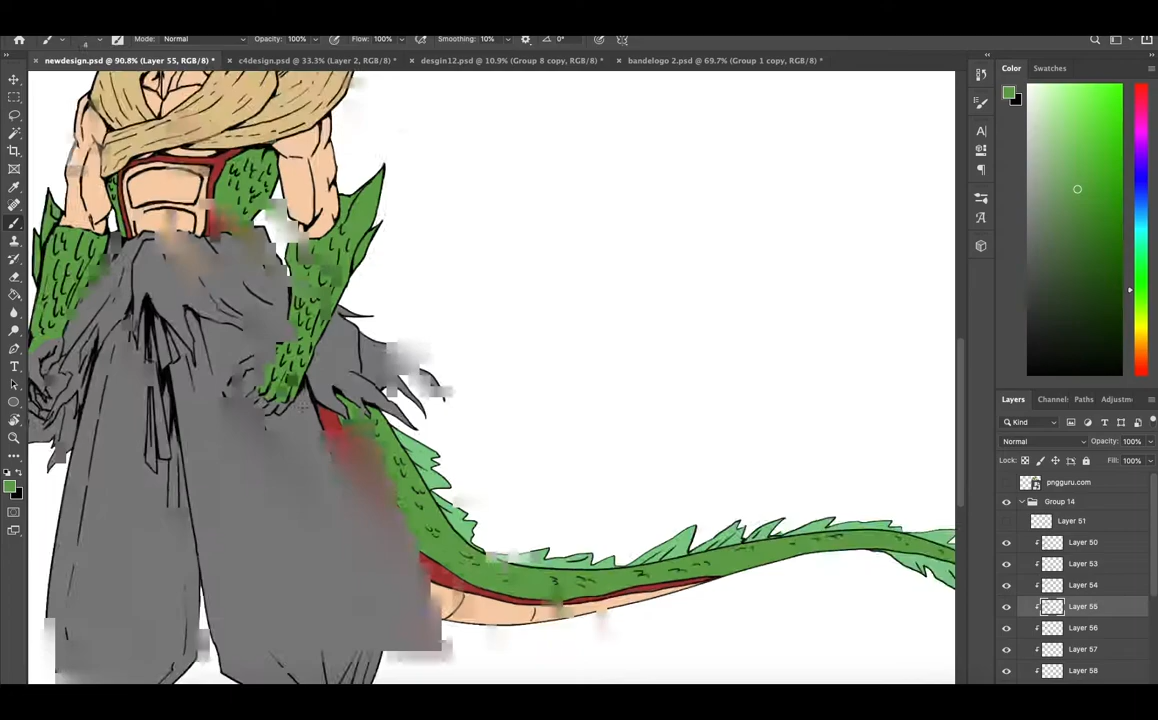 Mode: Normal Opacity: 100% Flow: 100% Smoothing: 10% 0°
4
newdesign.psd @ 90.8% (Layer 55, RGB/8) * c4design.psd @ 33.3% (Layer 2, RGB/8) * desgin12.psd @ 10.9% (Group 8 copy, RGB/8) * bandelogo 2.psd @ 69.7% (Group 1 copy, RGB/8) *
Color Swatches
Layers Channel: Paths Adjustm
Kind
Normal Opacity: 100%
Lock: Fill: 100%
pngguru.com
Group 14
Layer 51
Layer 50
Layer 53
Layer 54
Layer 55
Layer 56
Layer 57
Layer 58